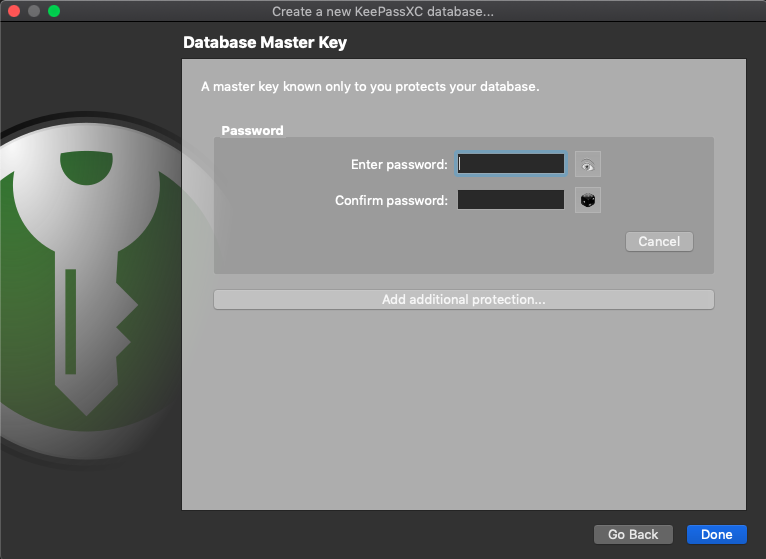 Create a new KeePassXC database...
Database Master Key
A master key known only to you protects your database.
Password
Enter password:
Confirm password:
Cancel
Add additional protection...
Go Back
Done